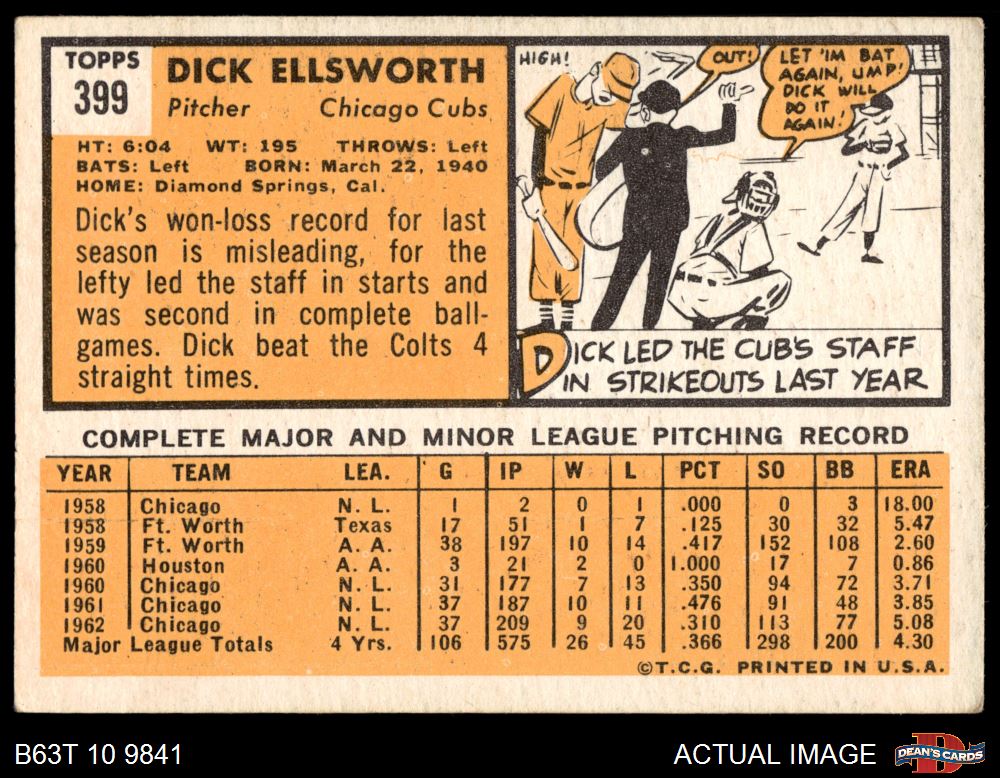 TOPPS
399
DICK ELLSWORTH
Pitcher Chicago Cubs
HT: 6:04 WT: 195 THROWS: Left
BATS: Left BORN: March 22, 1940
HOME: Diamond Springs, Cal.
Dick's won-loss record for last
season is misleading, for the
lefty led the staff in starts and
was second in complete ball-
games. Dick beat the Colts 4
straight times.
HIGH!
OUT!
LET 'IM BAT
AGAIN, UMP!
DICK WILL
DO IT
AGAIN!
DICK LED THE CUB'S STAFF
IN STRIKEOUTS LAST YEAR
COMPLETE MAJOR AND MINOR LEAGUE PITCHING RECORD
YEAR TEAM LEA. G IP W L PCT SO BB ERA
1958 Chicago N. L. 1 2 0 1 .000 0 3 18.00
1958 Ft. Worth Texas 17 51 1 7 .125 30 32 5.47
1959 Ft. Worth A. A. 38 197 10 14 .417 152 108 2.60
1960 Houston A. A. 3 21 2 0 1.000 17 7 0.86
1960 Chicago N. L. 31 177 7 13 .350 94 72 3.71
1961 Chicago N. L. 37 187 10 11 .476 91 48 3.85
1962 Chicago N. L. 37 209 9 20 .310 113 77 5.08
Major League Totals 4 Yrs. 106 575 26 45 .366 298 200 4.30
©T.C.G. PRINTED IN U.S.A.
B63T 10 9841
ACTUAL IMAGE
DEAN'S CARDS